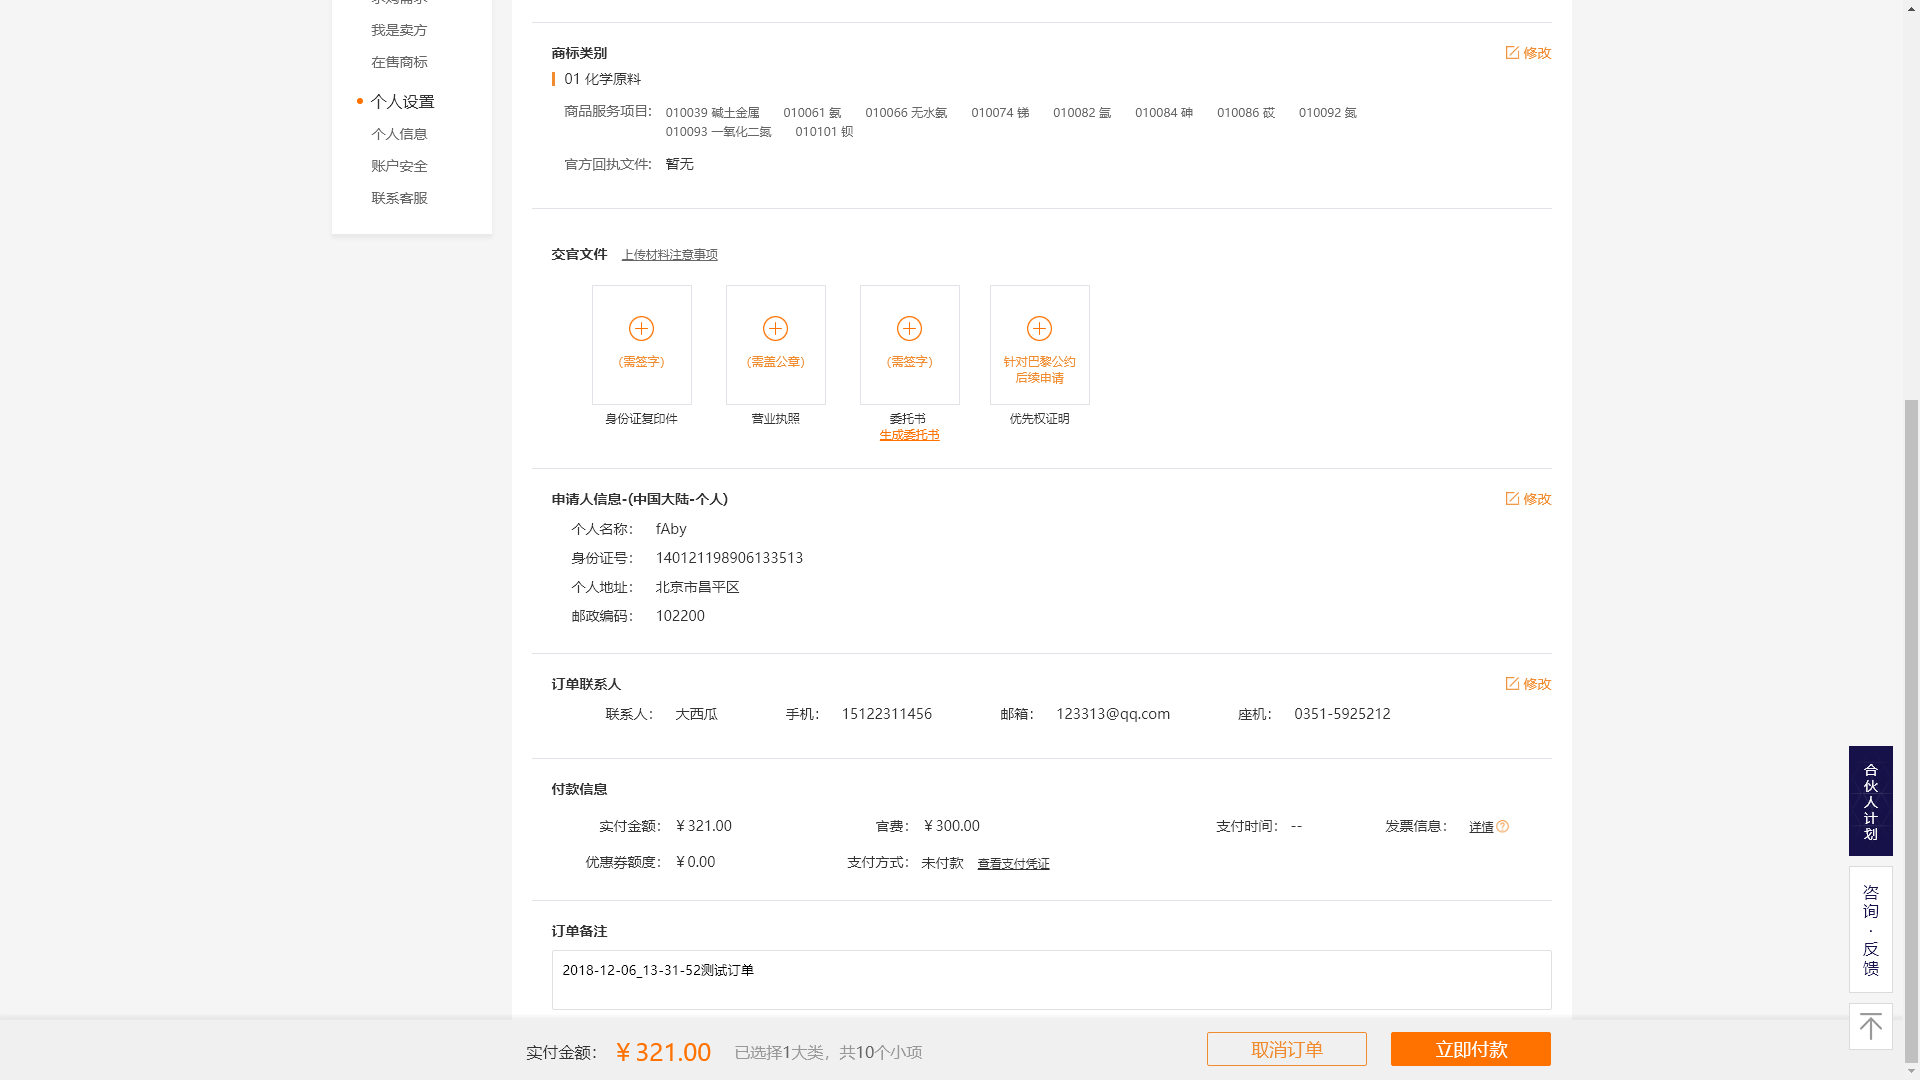 我是卖方
在售商标
个人设置
个人信息
账户安全
联系客服
商标类别
修改
01 化学原料
商品服务项目: 010039 碱土金属 010061 氨 010066 无水氨 010074 锑 010082 氩 010084 砷 010086 砹 010092 氮
010093 一氧化二氮 010101 钡
官方回执文件: 暂无
交官文件 上传材料注意事项
(需签字) (需盖公章) (需签字) 针对巴黎公约
后续申请
身份证复印件 营业执照 委托书 优先权证明
生成委托书
申请人信息-(中国大陆-个人) 修改
个人名称: fAby
身份证号: 140121198906133513
个人地址: 北京市昌平区
邮政编码: 102200
订单联系人 修改
联系人: 大西瓜 手机: 15122311456 邮箱: 123313@qq.com 座机: 0351-5925212
付款信息
实付金额: ￥321.00 官费: ￥300.00 支付时间: -- 发票信息: 详情
优惠券额度: ￥0.00 支付方式: 未付款 查看支付凭证
订单备注
2018-12-06_13-31-52测试订单
实付金额: ￥321.00 已选择1大类，共10个小项 取消订单 立即付款
合伙人计划
咨询·反馈